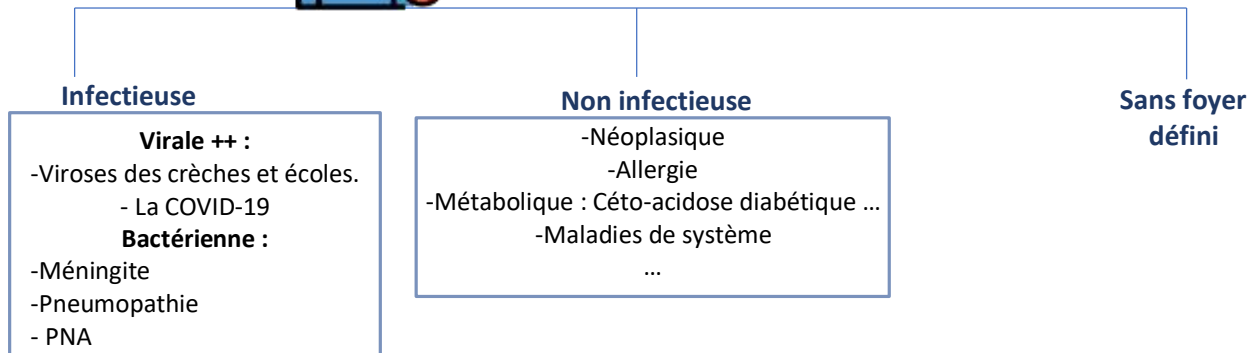 Infectieuse
Virale ++ :
-Viroses des crèches et écoles.
- La COVID-19
Bactérienne :
-Méningite
-Pneumopathie
- PNA
Non infectieuse
-Néoplasique
-Allergie
-Métabolique : Céto-acidose diabétique ...
-Maladies de système
...
Sans foyer
défini